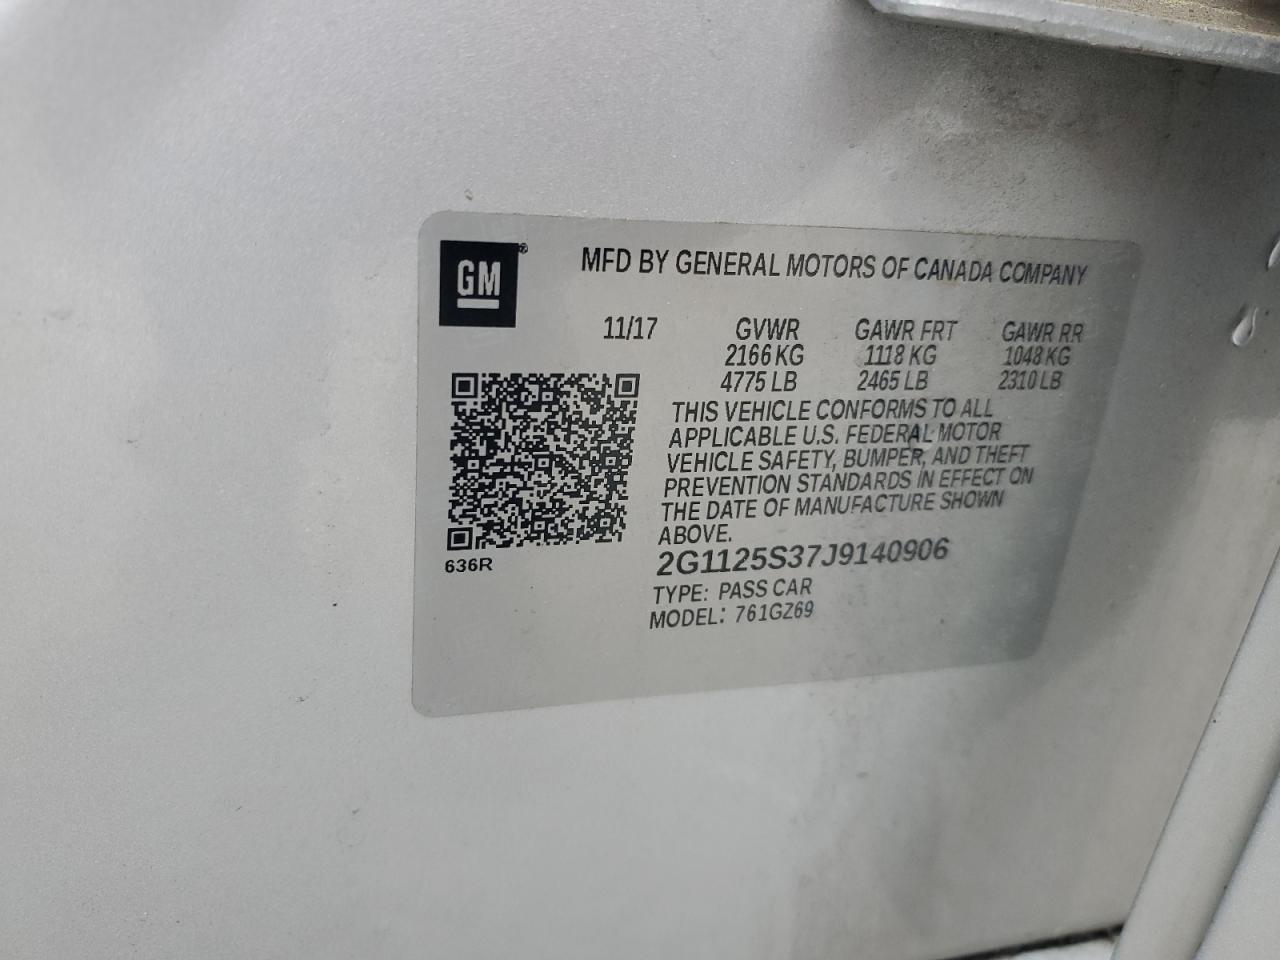 GM®
MFD BY GENERAL MOTORS OF CANADA COMPANY
11/17 GVWR GAWR FRT GAWR RR
2166 KG 1118 KG 1048 KG
4775 LB 2465 LB 2310 LB
THIS VEHICLE CONFORMS TO ALL
APPLICABLE U.S. FEDERAL MOTOR
VEHICLE SAFETY, BUMPER, AND THEFT
PREVENTION STANDARDS IN EFFECT ON
THE DATE OF MANUFACTURE SHOWN
ABOVE.
636R
2G1125S37J9140906
TYPE: PASS CAR
MODEL: 761GZ69